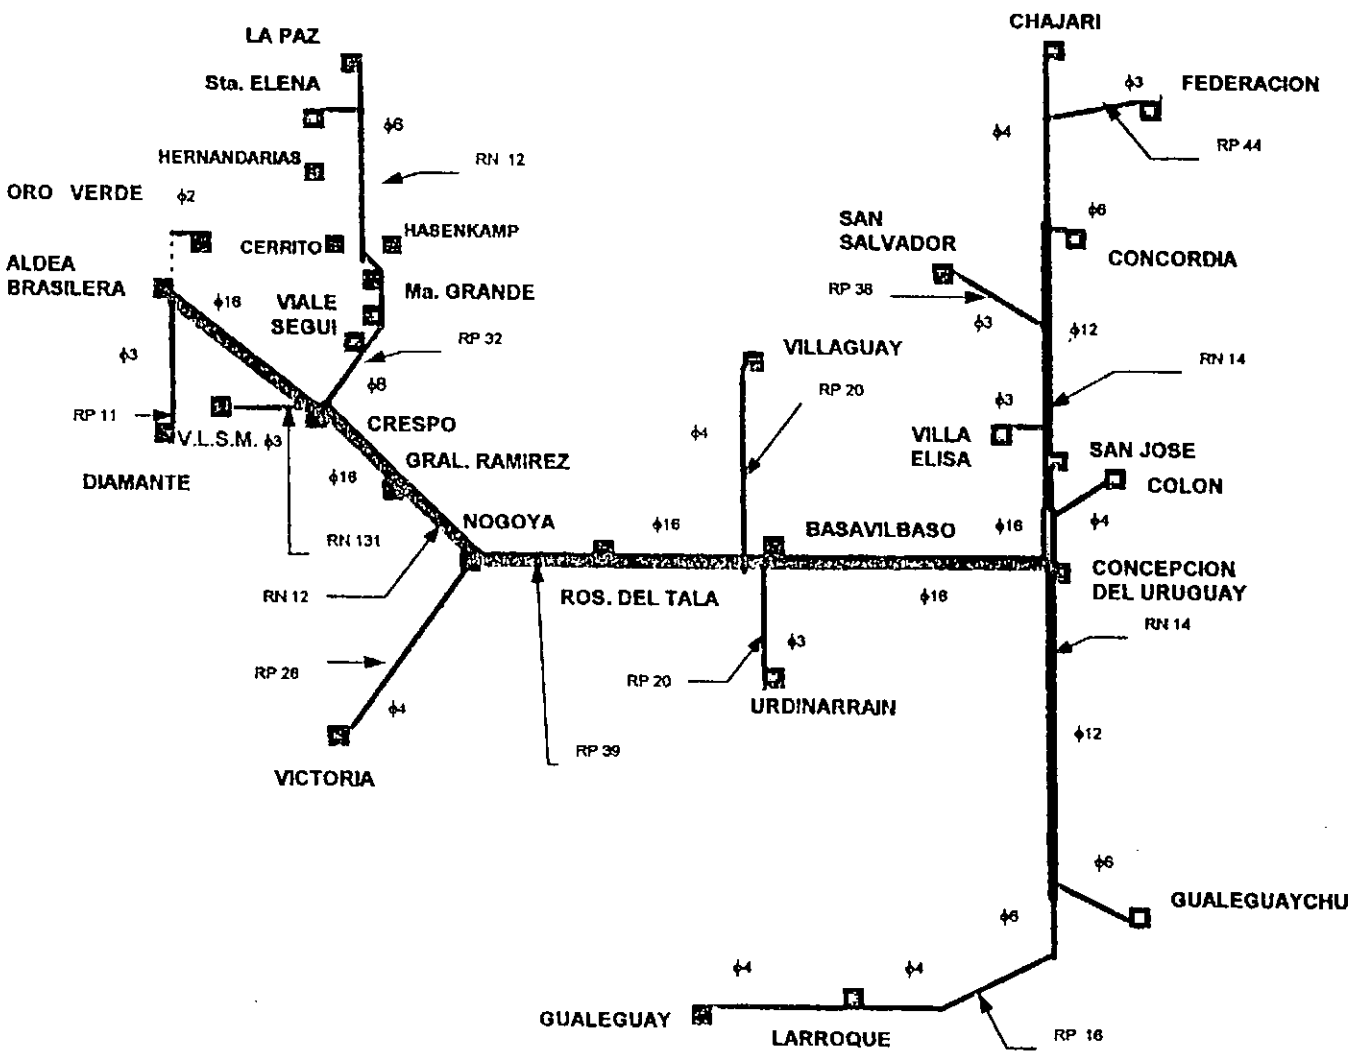 CHAJARI
LA PAZ
Sta. ELENA
ϕ3
FEDERACION
ϕ6
ϕ4
RP 44
HERNANDARIAS
RN 12
ORO VERDE
ϕ2
SAN
SALVADOR
ϕ6
CERRITO
HASENKAMP
CONCORDIA
ALDEA
BRASILERA
ϕ16
VIALE
SEGUI
Ma. GRANDE
RP 38
ϕ3
ϕ12
RP 32
VILLAGUAY
RN 14
ϕ3
ϕ8
RP 20
ϕ3
RP 11
V.L.S.M.
ϕ3
CRESPO
ϕ4
VILLA
ELISA
SAN JOSE
DIAMANTE
GRAL. RAMIREZ
ϕ16
COLON
NOGOYA
ϕ16
BASAVILBASO
ϕ16
ϕ4
RN 131
RN 12
ROS. DEL TALA
ϕ16
CONCEPCION
DEL URUGUAY
RN 14
RP 26
ϕ3
RP 20
URDINARRAIN
ϕ4
RP 39
ϕ12
VICTORIA
ϕ6
GUALEGUAYCHU
ϕ6
ϕ4
ϕ4
GUALEGUAY
LARROQUE
RP 16